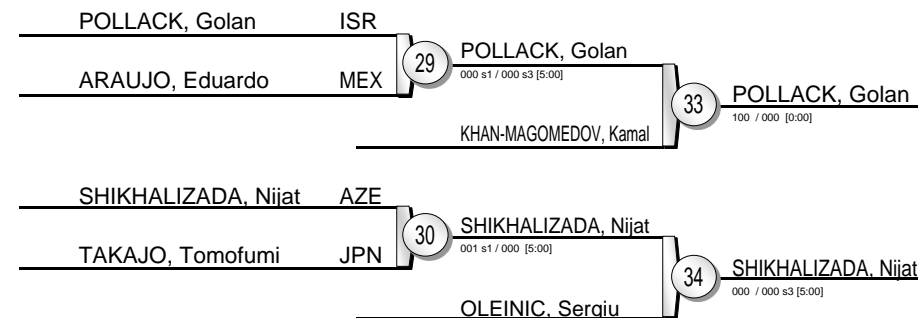 POLLACK, Golan ISR
ARAUJO, Eduardo MEX
29
POLLACK, Golan
000 s1 / 000 s3 [5:00]
KHAN-MAGOMEDOV, Kamal
33
POLLACK, Golan
100 / 000 [0:00]
SHIKHALIZADA, Nijat AZE
TAKAJO, Tomofumi JPN
30
SHIKHALIZADA, Nijat
001 s1 / 000 [5:00]
OLEINIC, Sergiu
34
SHIKHALIZADA, Nijat
000 / 000 s3 [5:00]